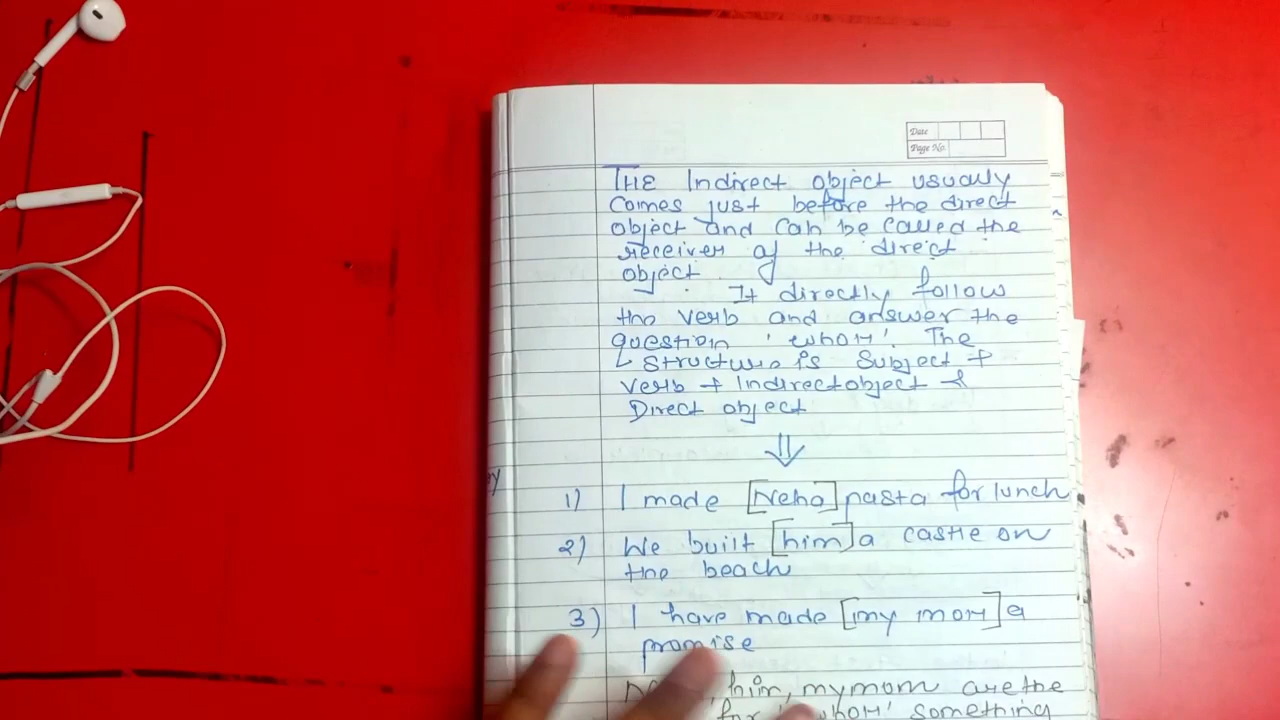 Date
Page No.
THE Indirect object usually
comes just before the direct
object and can be called the
receiver of the direct
object.
It directly follow
the verb and answer the
question 'whom'. The
Structure is Subject +
verb + Indirect object +
Direct object
⇓
1) I made [Neha] pasta for lunch
2) We built [him] a castle on
the beach
3) I have made [my mom] a
promise
him, my mom are the
for 'whom' something